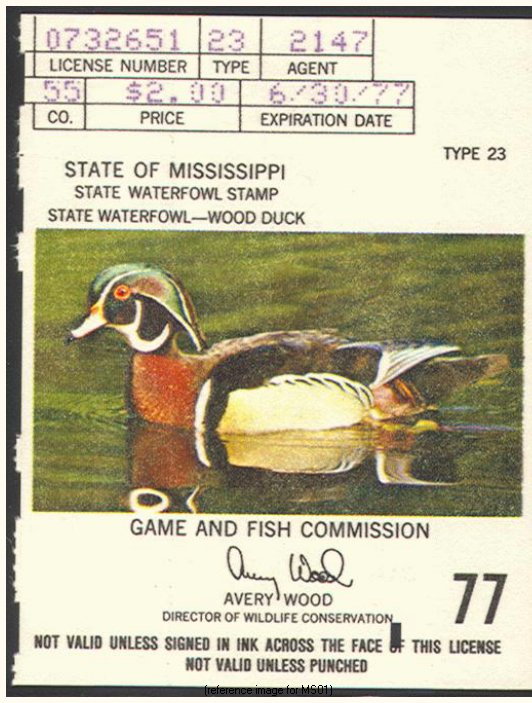 0732651 23 2147
LICENSE NUMBER TYPE AGENT
55 $2.00 6/30/77
CO. PRICE EXPIRATION DATE
TYPE 23
STATE OF MISSISSIPPI
STATE WATERFOWL STAMP
STATE WATERFOWL—WOOD DUCK
GAME AND FISH COMMISSION
Avery Wood
AVERY WOOD
77
DIRECTOR OF WILDLIFE CONSERVATION
NOT VALID UNLESS SIGNED IN INK ACROSS THE FACE OF THIS LICENSE
NOT VALID UNLESS PUNCHED
(reference image for MS01)